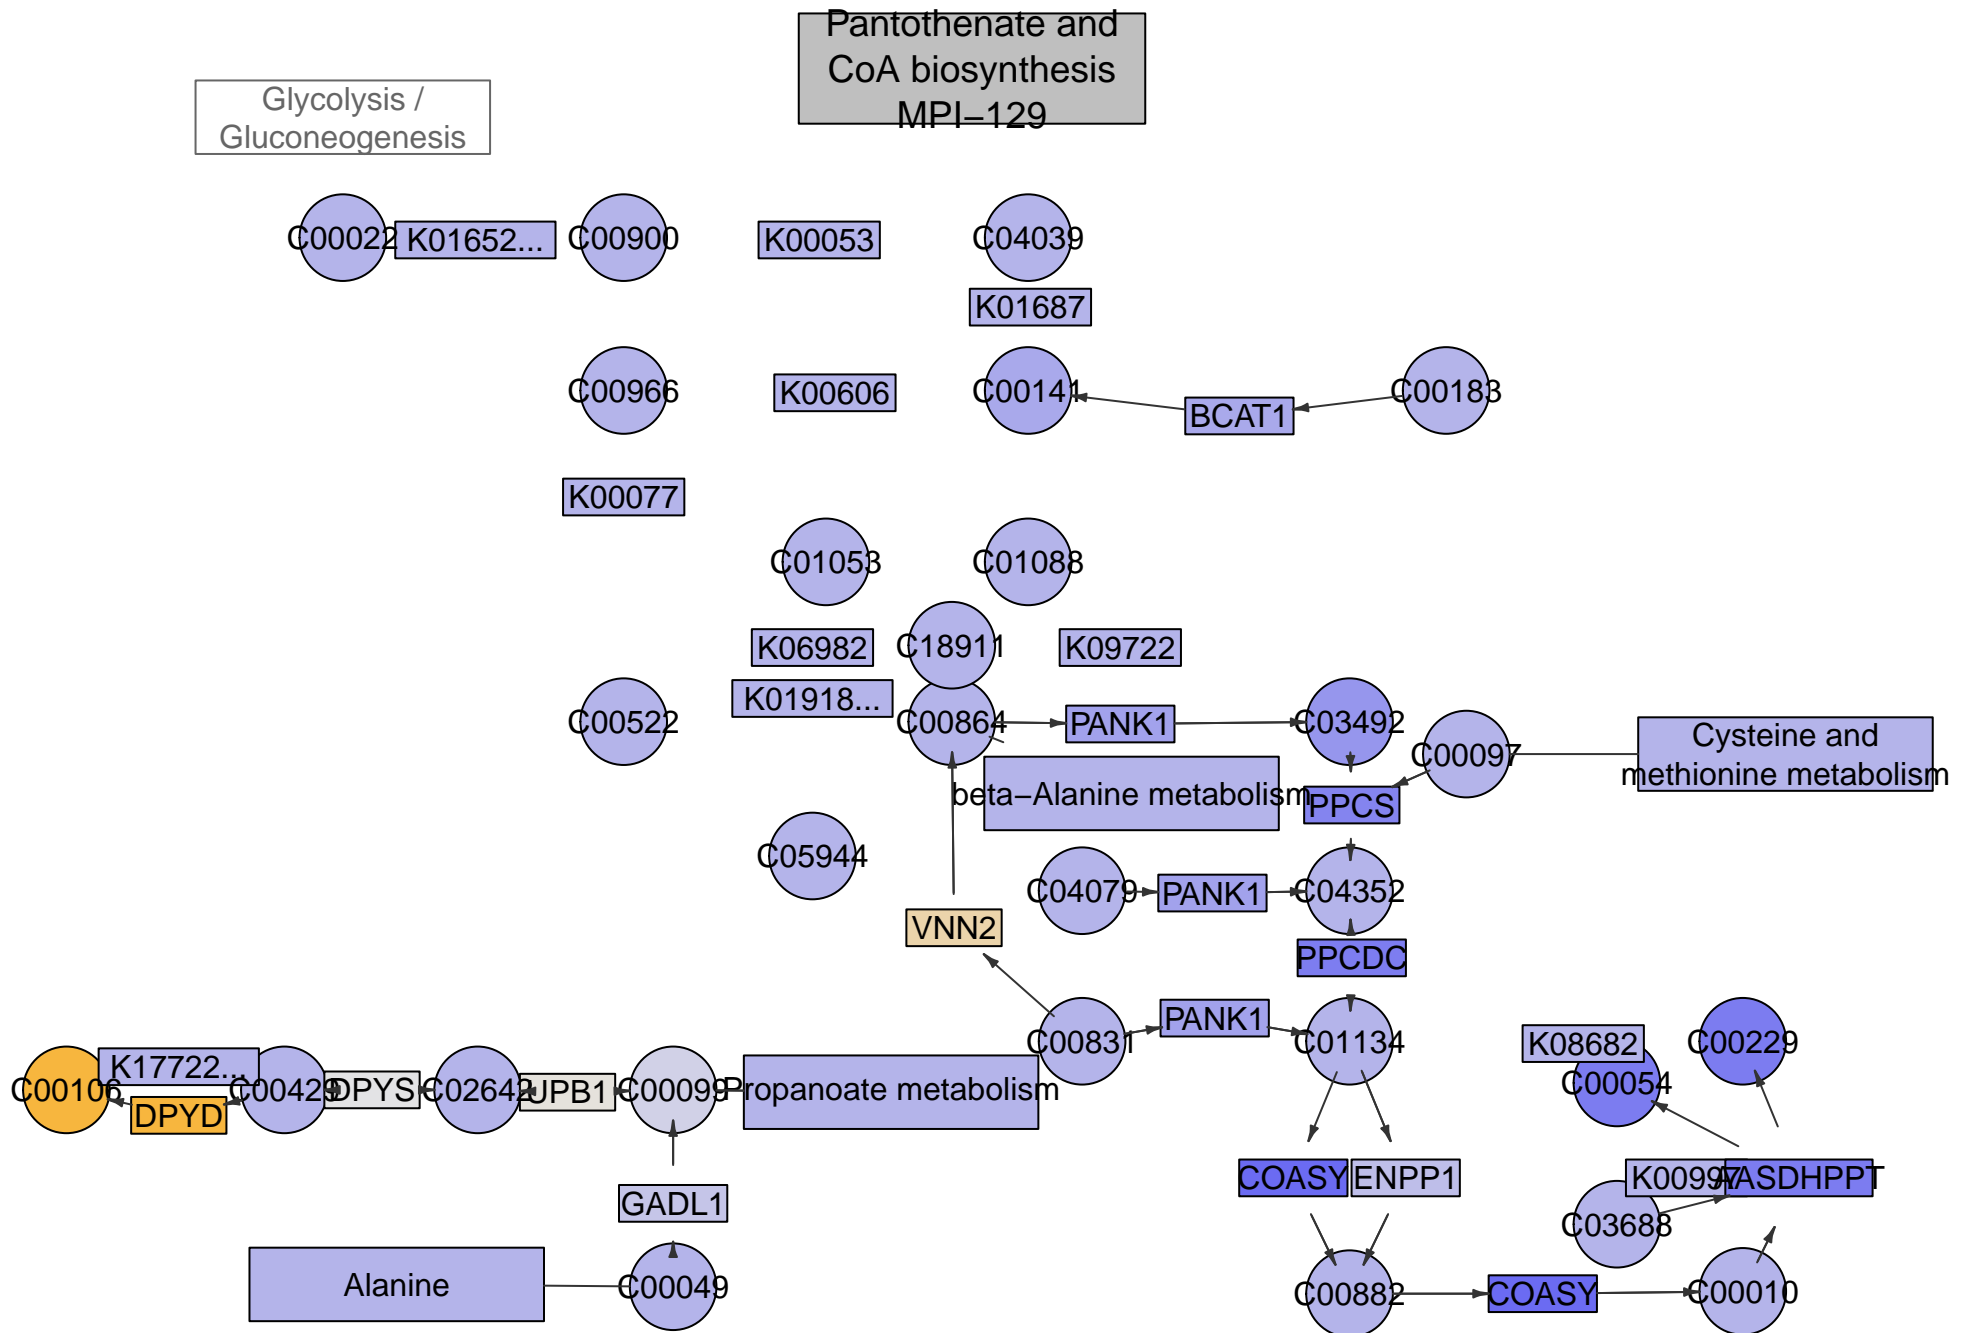 Pantothenate and
CoA biosynthesis
MPI−129
Glycolysis /
Gluconeogenesis
C00022
K01652...
C00900
K00053
C04039
K01687
C00966
K00606
C00141
BCAT1
C00183
K00077
C01053
C01088
K06982
C18911
K09722
K01918...
C00522
C00864
PANK1
C03492
C00097
Cysteine and
methionine metabolism
beta−Alanine metabolism
PPCS
C05944
C04079
PANK1
C04352
VNN2
PPCDC
C00831
PANK1
C01134
K08682
C00229
C00054
C00106
K17722...
DPYD
C00429
DPYS
C02642
UPB1
C00099
Propanoate metabolism
COASY
ENPP1
K00997
AASDHPPT
GADL1
C03688
Alanine
C00049
C00882
COASY
C00010